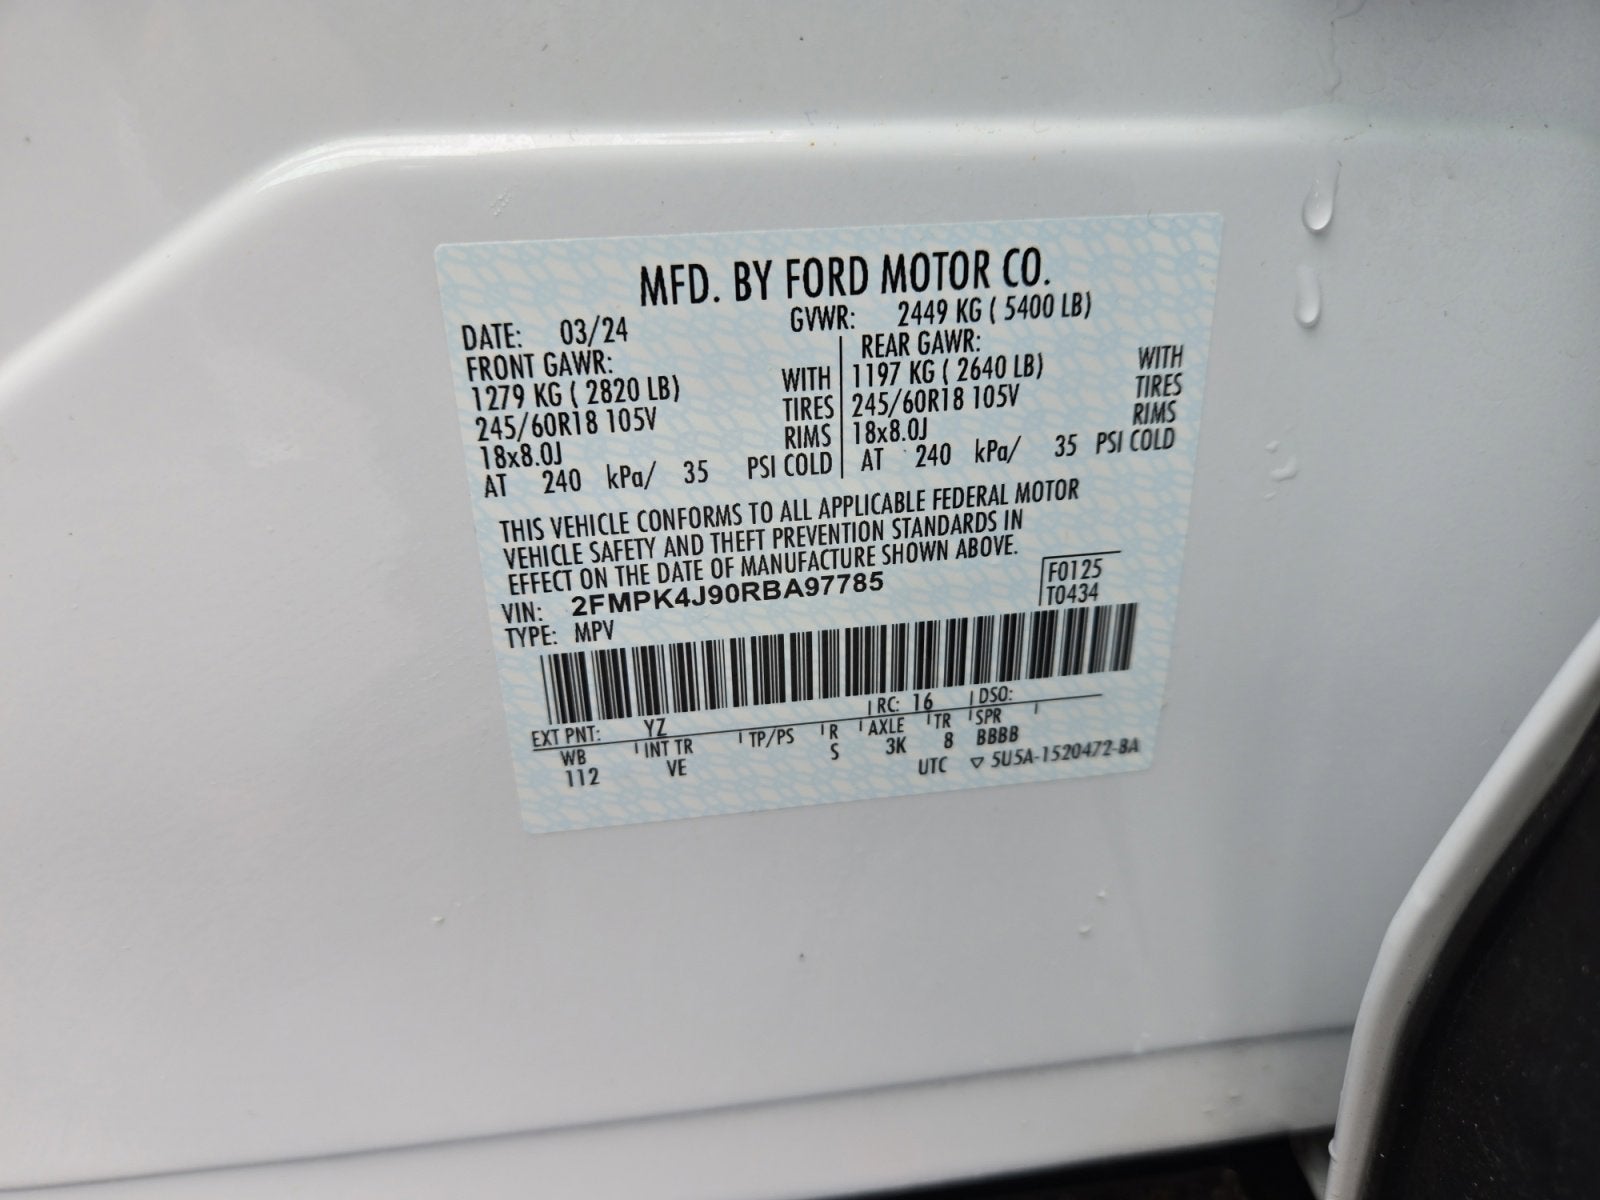 MFD. BY FORD MOTOR CO.
DATE: 03/24 GVWR: 2449 KG ( 5400 LB)
FRONT GAWR: REAR GAWR:
1279 KG ( 2820 LB) WITH 1197 KG ( 2640 LB) WITH
245/60R18 105V TIRES 245/60R18 105V TIRES
18x8.0J RIMS 18x8.0J RIMS
AT 240 kPa/ 35 PSI COLD AT 240 kPa/ 35 PSI COLD
THIS VEHICLE CONFORMS TO ALL APPLICABLE FEDERAL MOTOR
VEHICLE SAFETY AND THEFT PREVENTION STANDARDS IN
EFFECT ON THE DATE OF MANUFACTURE SHOWN ABOVE.
VIN: 2FMPK4J90RBA97785 F0125
TYPE: MPV T0434
EXT PNT: YZ RC: 16 DSO:
WB INT TR TP/PS R AXLE TR SPR
112 VE S 3K 8 BBBB
UTC ▽ 5U5A-1520472-BA